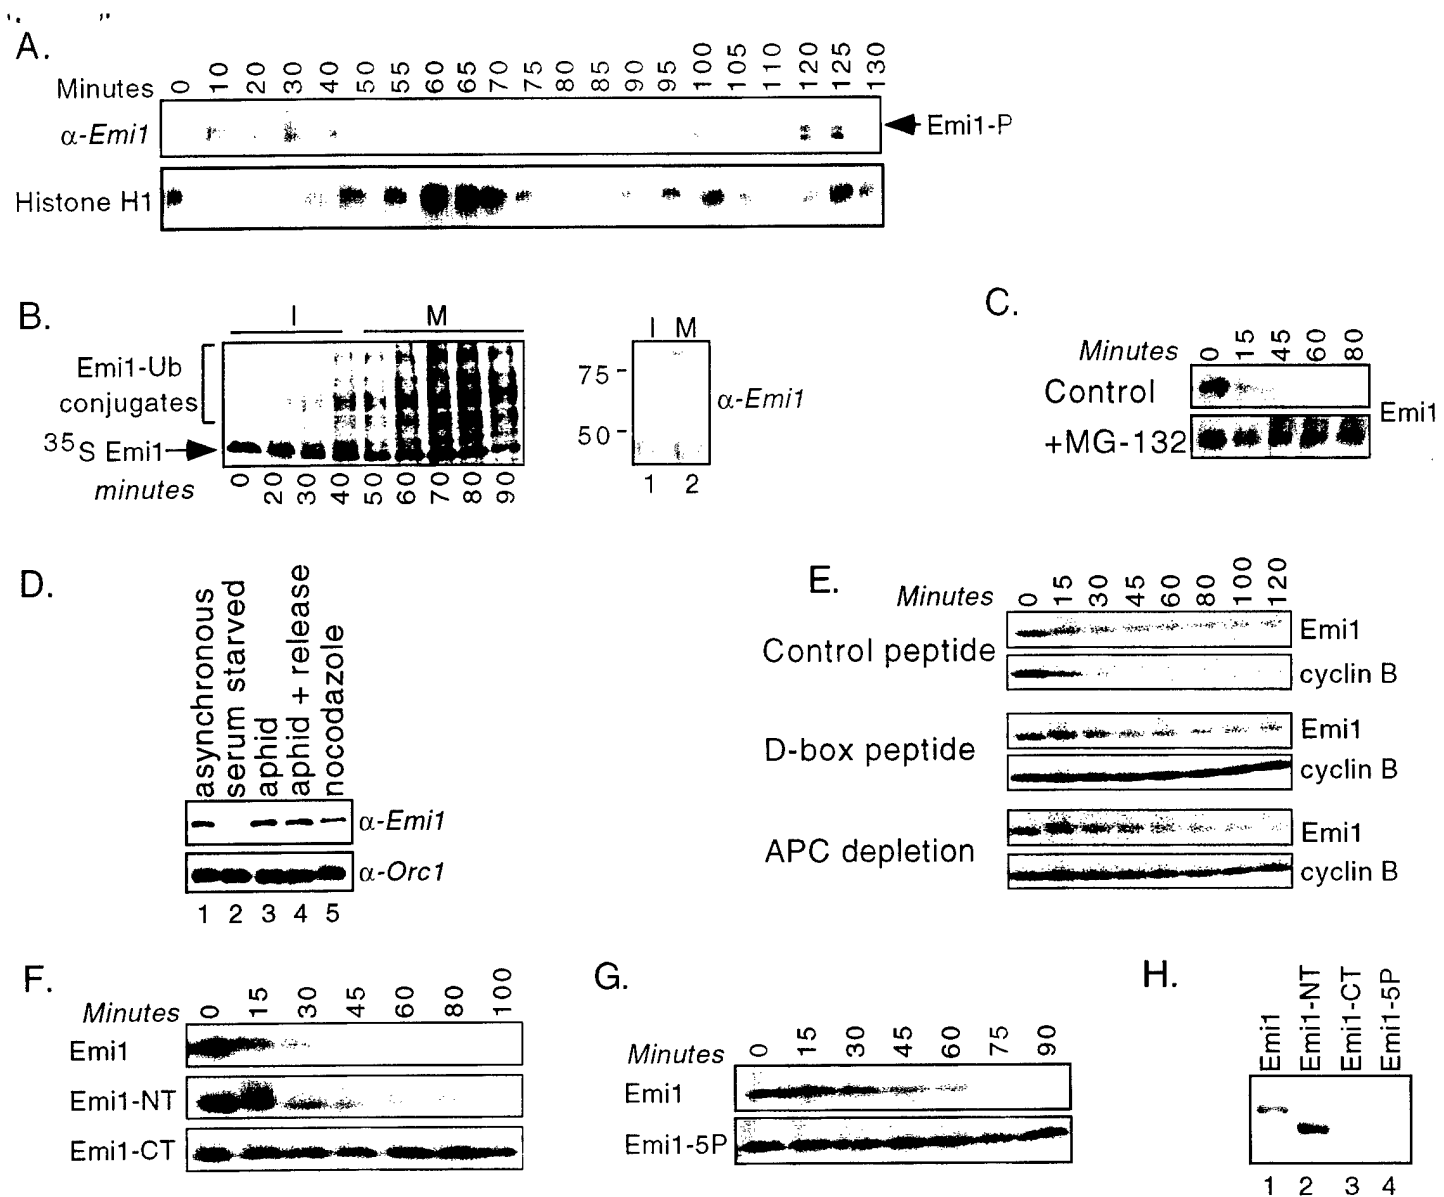 A.
Minutes 0 10 20 30 40 50 55 60 65 70 75 80 85 90 95 100 105 110 120 125 130
α-Emi1
Emi1-P
Histone H1
B.
I M
Emi1-Ub
conjugates
35S Emi1
minutes 0 20 30 40 50 60 70 80 90
I M
75
50
α-Emi1
1 2
C.
Minutes 0 15 45 60 80
Control
+MG-132
Emi1
D.
asynchronous
serum starved
aphid
aphid + release
nocodazole
α-Emi1
α-Orc1
1 2 3 4 5
E.
Minutes 0 15 30 45 60 80 100 120
Control peptide
Emi1
cyclin B
D-box peptide
Emi1
cyclin B
APC depletion
Emi1
cyclin B
F.
Minutes 0 15 30 45 60 80 100
Emi1
Emi1-NT
Emi1-CT
G.
Minutes 0 15 30 45 60 75 90
Emi1
Emi1-5P
H.
Emi1
Emi1-NT
Emi1-CT
Emi1-5P
1 2 3 4